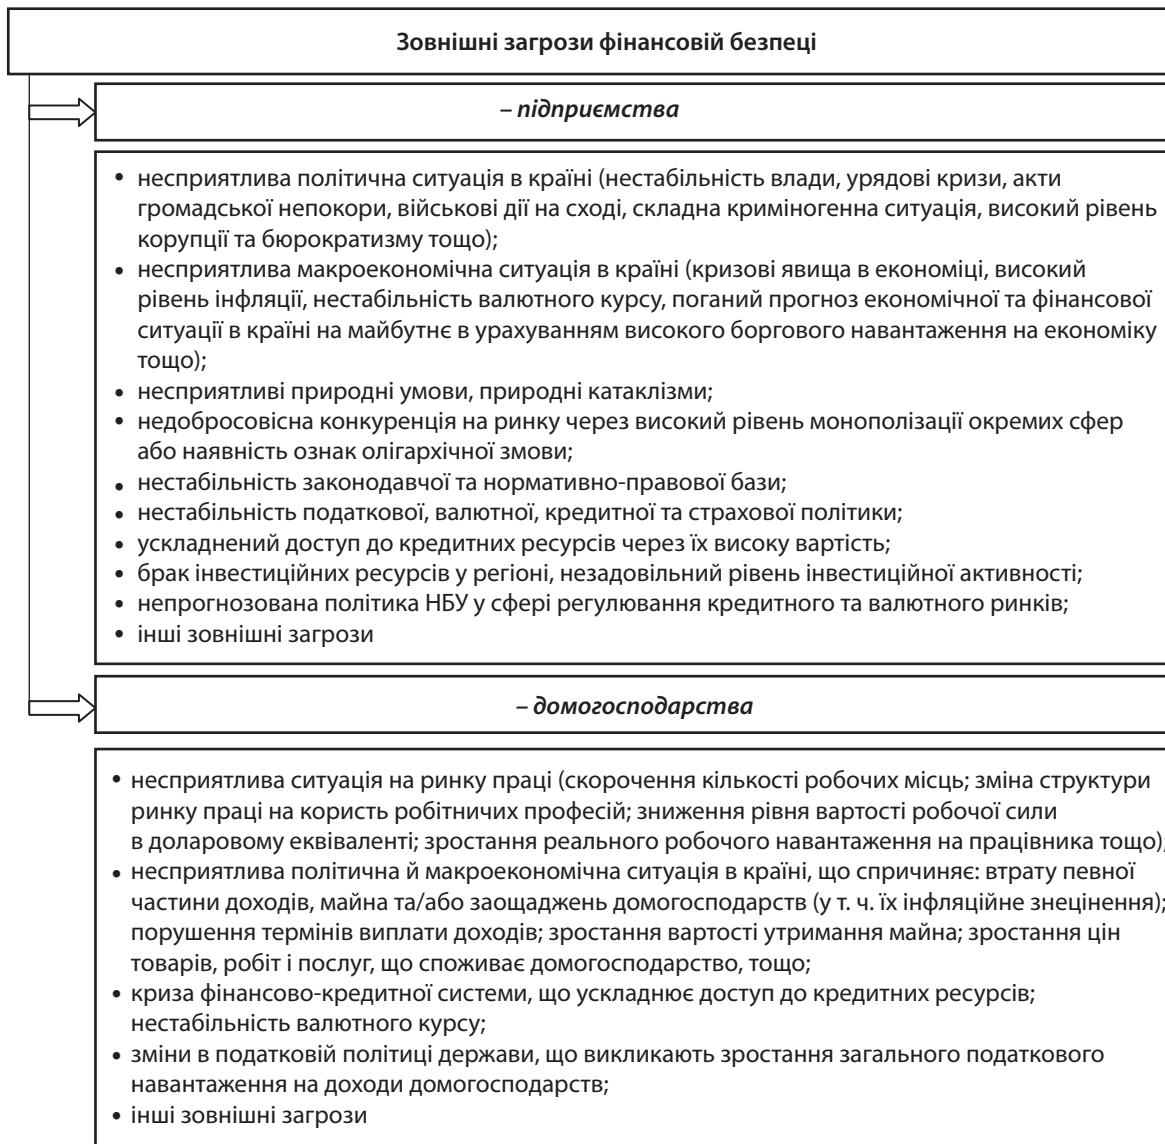 Зовнішні загрози фінансовій безпеці
– підприємства
• несприятлива політична ситуація в країні (нестабільність влади, урядові кризи, акти
громадської непокори, військові дії на сході, складна криміногенна ситуація, високий рівень
корупції та бюрократизму тощо);
• несприятлива макроекономічна ситуація в країні (кризові явища в економіці, високий
рівень інфляції, нестабільність валютного курсу, поганий прогноз економічної та фінансової
ситуації в країні на майбутнє в урахуванням високого боргового навантаження на економіку
тощо);
• несприятливі природні умови, природні катаклізми;
• недобросовісна конкуренція на ринку через високий рівень монополізації окремих сфер
або наявність ознак олігархічної змови;
• нестабільність законодавчої та нормативно-правової бази;
• нестабільність податкової, валютної, кредитної та страхової політики;
• ускладнений доступ до кредитних ресурсів через їх високу вартість;
• брак інвестиційних ресурсів у регіоні, незадовільний рівень інвестиційної активності;
• непрогнозована політика НБУ у сфері регулювання кредитного та валютного ринків;
• інші зовнішні загрози
– домогосподарства
• несприятлива ситуація на ринку праці (скорочення кількості робочих місць; зміна структури
ринку праці на користь робітничих професій; зниження рівня вартості робочої сили
в доларовому еквіваленті; зростання реального робочого навантаження на працівника тощо);
• несприятлива політична й макроекономічна ситуація в країні, що спричиняє: втрату певної
частини доходів, майна та/або заощаджень домогосподарств (у т. ч. їх інфляційне знецінення);
порушення термінів виплати доходів; зростання вартості утримання майна; зростання цін
товарів, робіт і послуг, що споживає домогосподарство, тощо;
• криза фінансово-кредитної системи, що ускладнює доступ до кредитних ресурсів;
нестабільність валютного курсу;
• зміни в податковій політиці держави, що викликають зростання загального податкового
навантаження на доходи домогосподарств;
• інші зовнішні загрози